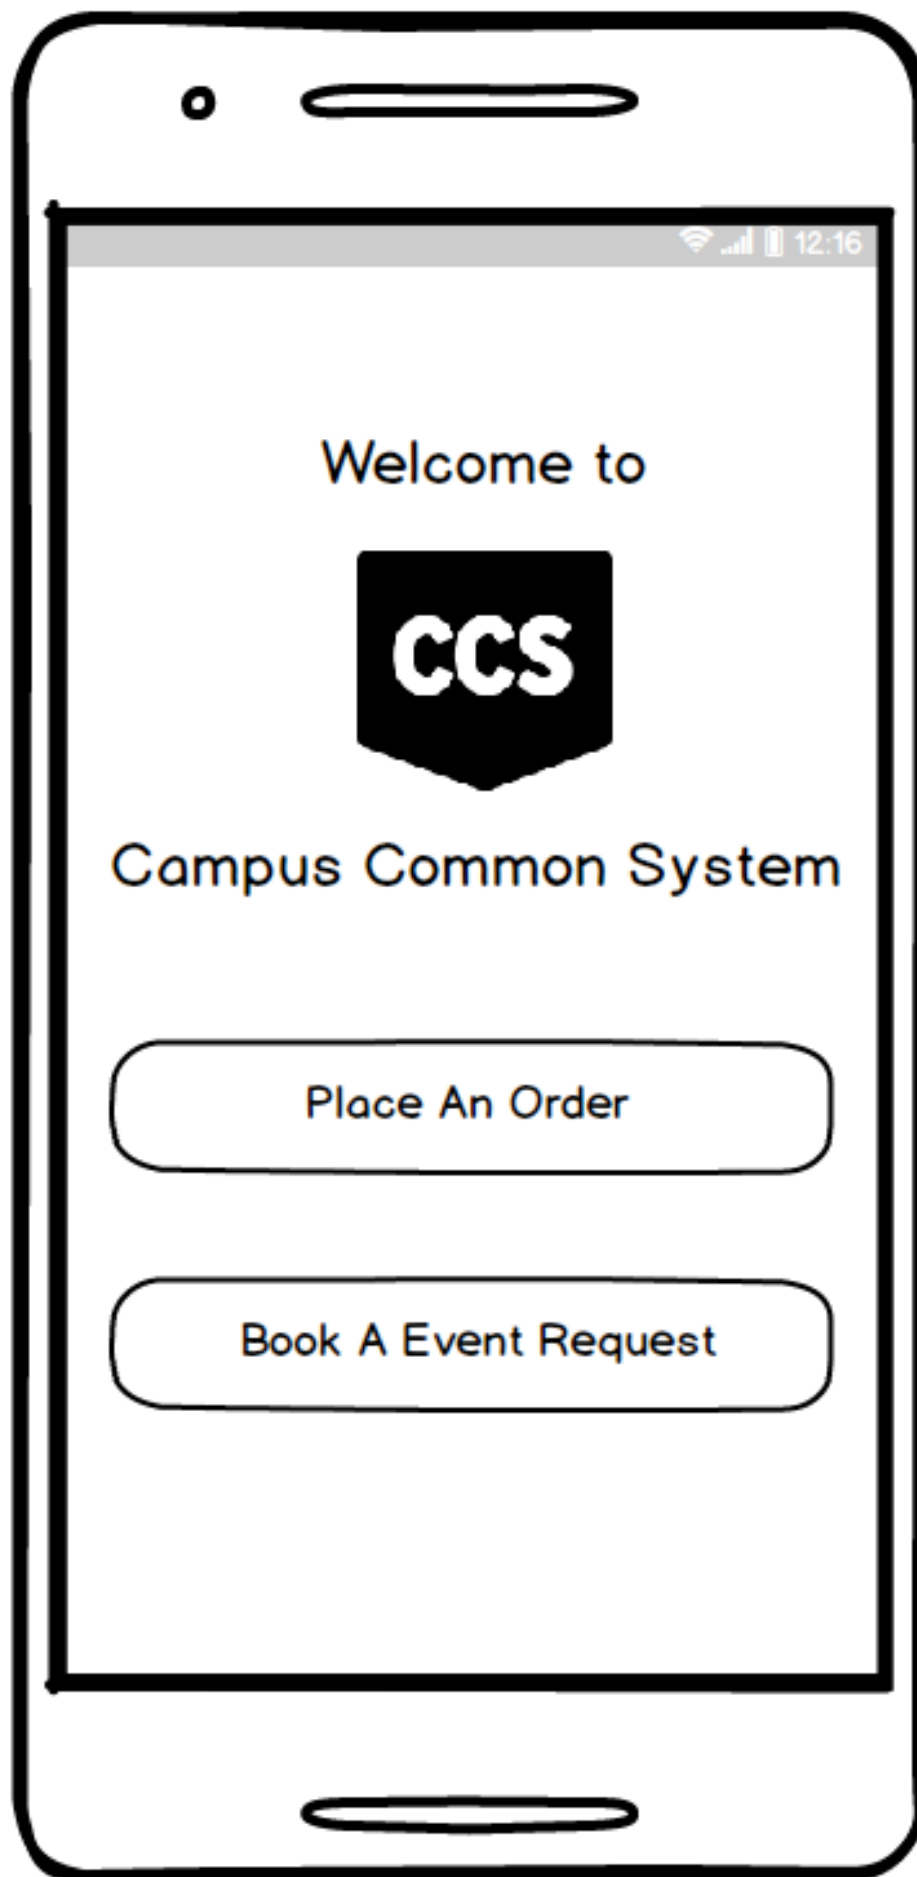 12:16
Welcome to
CCS
Campus Common System
Place An Order
Book A Event Request